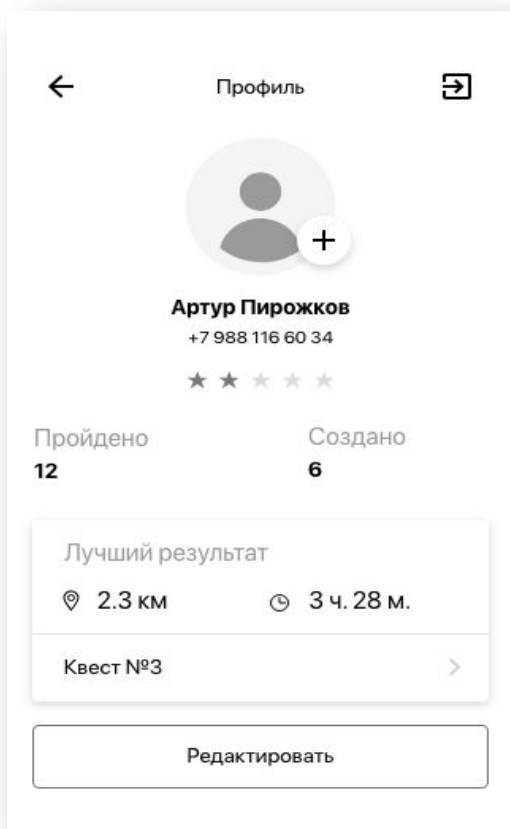 Профиль
Артур Пирожков
+7 988 116 60 34
Пройдено Создано
12 6
Лучший результат
2.3 км 3 ч. 28 м.
Квест №3
Редактировать